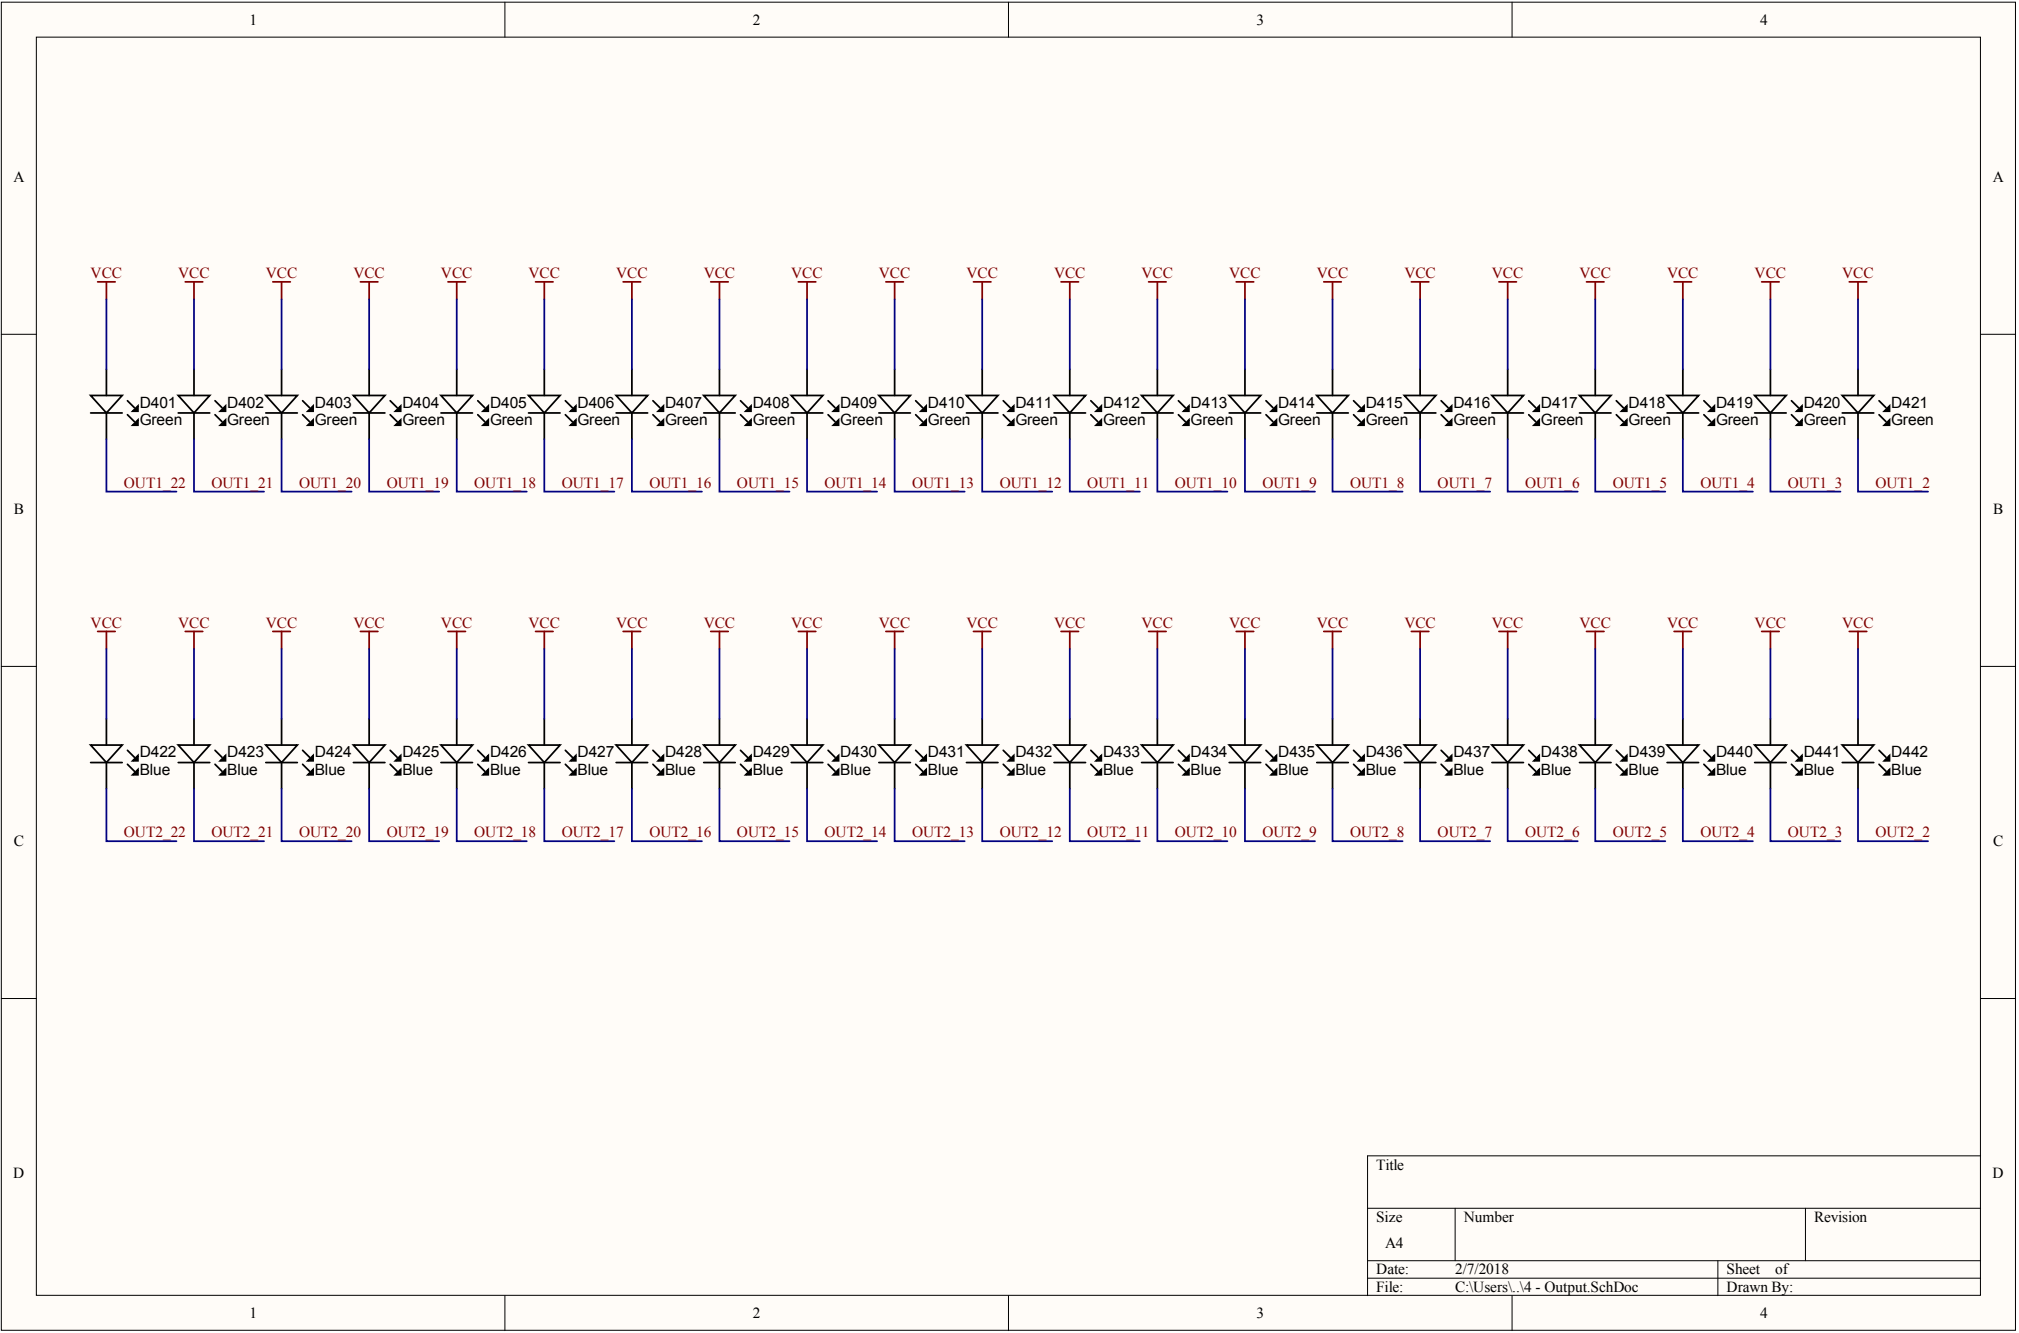 1 2 3 4
A A
VCC VCC VCC VCC VCC VCC VCC VCC VCC VCC VCC VCC VCC VCC VCC VCC VCC VCC VCC VCC VCC
D401 D402 D403 D404 D405 D406 D407 D408 D409 D410 D411 D412 D413 D414 D415 D416 D417 D418 D419 D420 D421
Green Green Green Green Green Green Green Green Green Green Green Green Green Green Green Green Green Green Green Green Green
OUT1_22 OUT1_21 OUT1_20 OUT1_19 OUT1_18 OUT1_17 OUT1_16 OUT1_15 OUT1_14 OUT1_13 OUT1_12 OUT1_11 OUT1_10 OUT1_9 OUT1_8 OUT1_7 OUT1_6 OUT1_5 OUT1_4 OUT1_3 OUT1_2
B B
VCC VCC VCC VCC VCC VCC VCC VCC VCC VCC VCC VCC VCC VCC VCC VCC VCC VCC VCC VCC VCC
D422 D423 D424 D425 D426 D427 D428 D429 D430 D431 D432 D433 D434 D435 D436 D437 D438 D439 D440 D441 D442
Blue Blue Blue Blue Blue Blue Blue Blue Blue Blue Blue Blue Blue Blue Blue Blue Blue Blue Blue Blue Blue
OUT2_22 OUT2_21 OUT2_20 OUT2_19 OUT2_18 OUT2_17 OUT2_16 OUT2_15 OUT2_14 OUT2_13 OUT2_12 OUT2_11 OUT2_10 OUT2_9 OUT2_8 OUT2_7 OUT2_6 OUT2_5 OUT2_4 OUT2_3 OUT2_2
C C
D D
Title
Size Number Revision
A4
Date: 2/7/2018 Sheet of
File: C:\Users\..\4 - Output.SchDoc Drawn By:
1 2 3 4